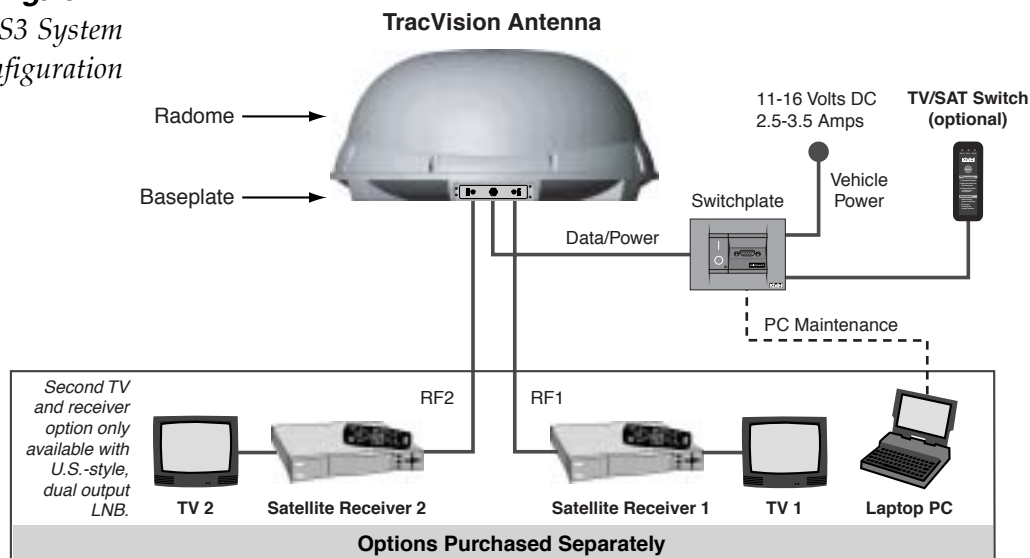 S3 System
TracVision Antenna
Radome
Baseplate
11-16 Volts DC
2.5-3.5 Amps
TV/SAT Switch
(optional)
Vehicle
Power
Switchplate
Data/Power
PC Maintenance
Second TV
and receiver
option only
available with
U.S.-style,
dual output
LNB.
RF2
RF1
TV 2
Satellite Receiver 2
Satellite Receiver 1
TV 1
Laptop PC
Options Purchased Separately